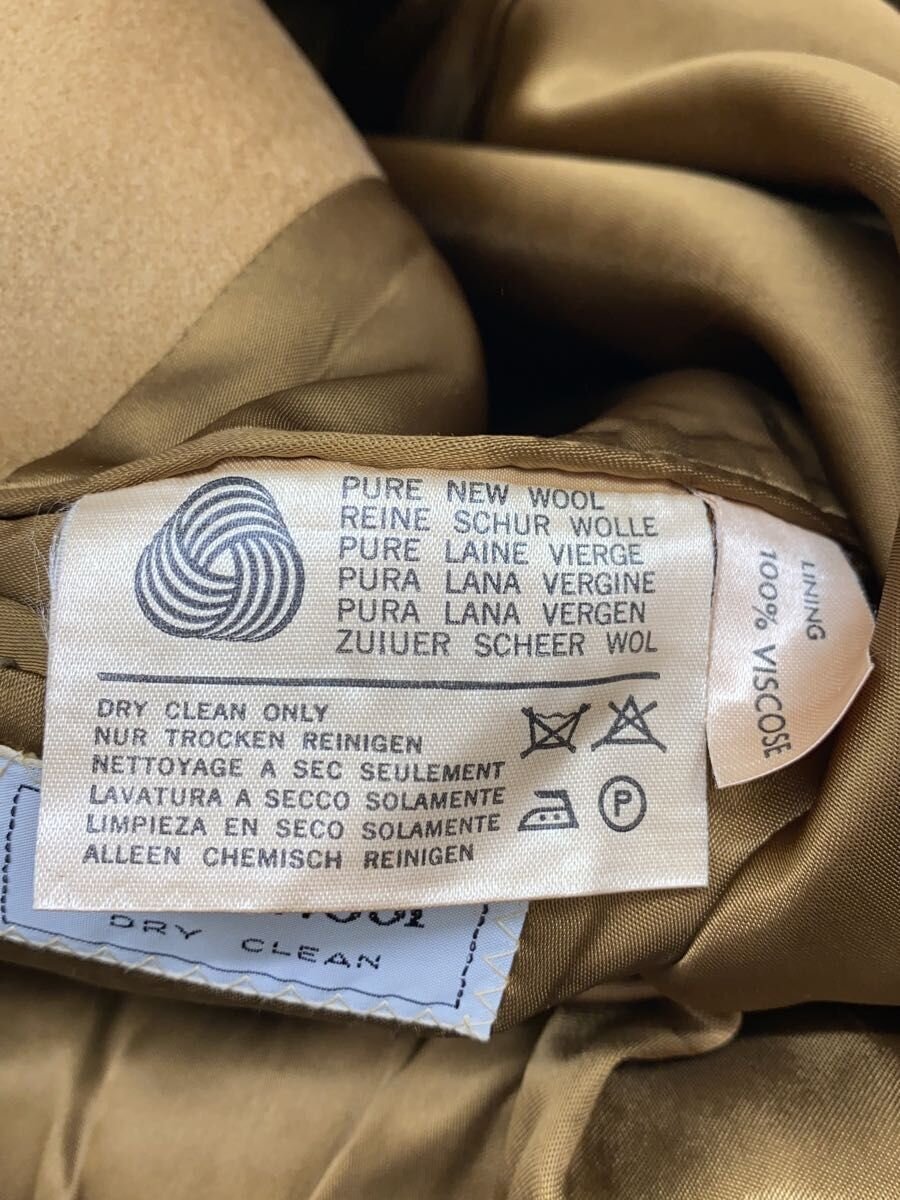 PURE NEW WOOL
REINE SCHUR WOLLE
PURE LAINE VIERGE
PURA LANA VERGINE
PURA LANA VERGEN
ZUIUER SCHEER WOL
DRY CLEAN ONLY
NUR TROCKEN REINIGEN
NETTOYAGE A SEC SEULEMENT
LAVATURA A SECCO SOLAMENTE
LIMPIEZA EN SECO SOLAMENTE
ALLEEN CHEMISCH REINIGEN
P
LINING
100% VISCOSE
DRY CLEAN